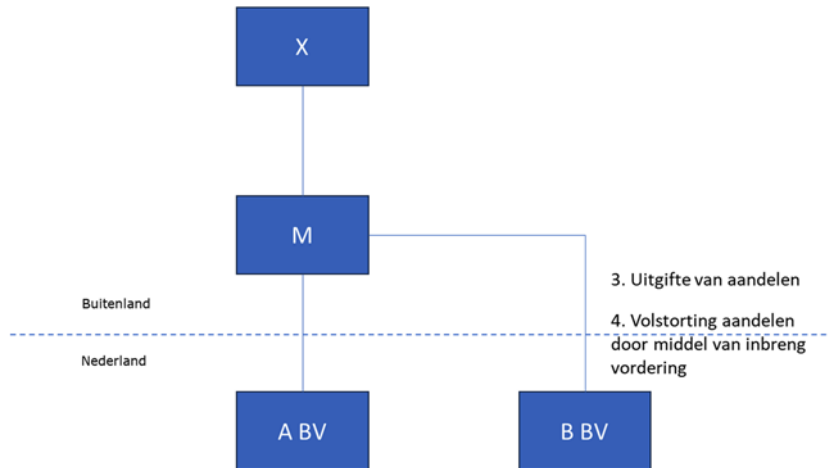 X
M
3. Uitgifte van aandelen
Buitenland
4. Volstorting aandelen
door middel van inbreng
vordering
Nederland
A BV
B BV